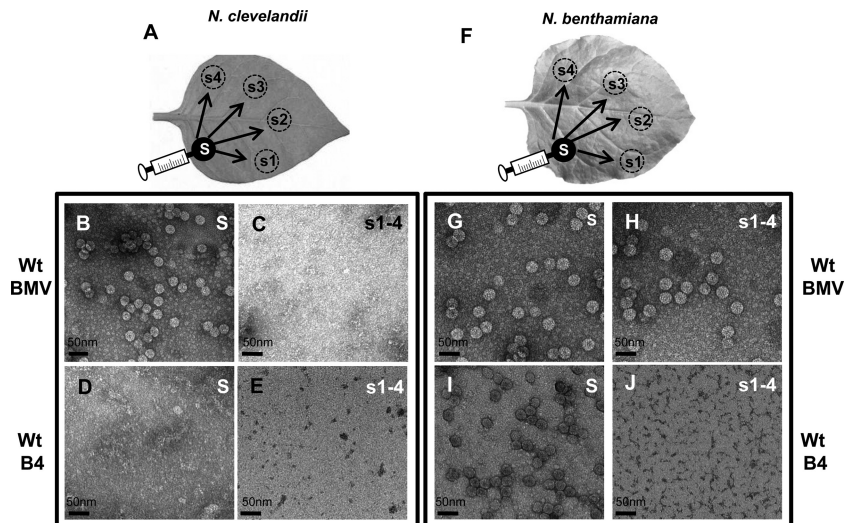 N. clevelandii
A
s4
s3
s2
s1
S
N. benthamiana
F
s4
s3
s2
s1
S
Wt
BMV
B
S
50nm
C
s1-4
50nm
G
S
50nm
H
s1-4
50nm
Wt
BMV
Wt
B4
D
S
50nm
E
s1-4
50nm
I
S
50nm
J
s1-4
50nm
Wt
B4